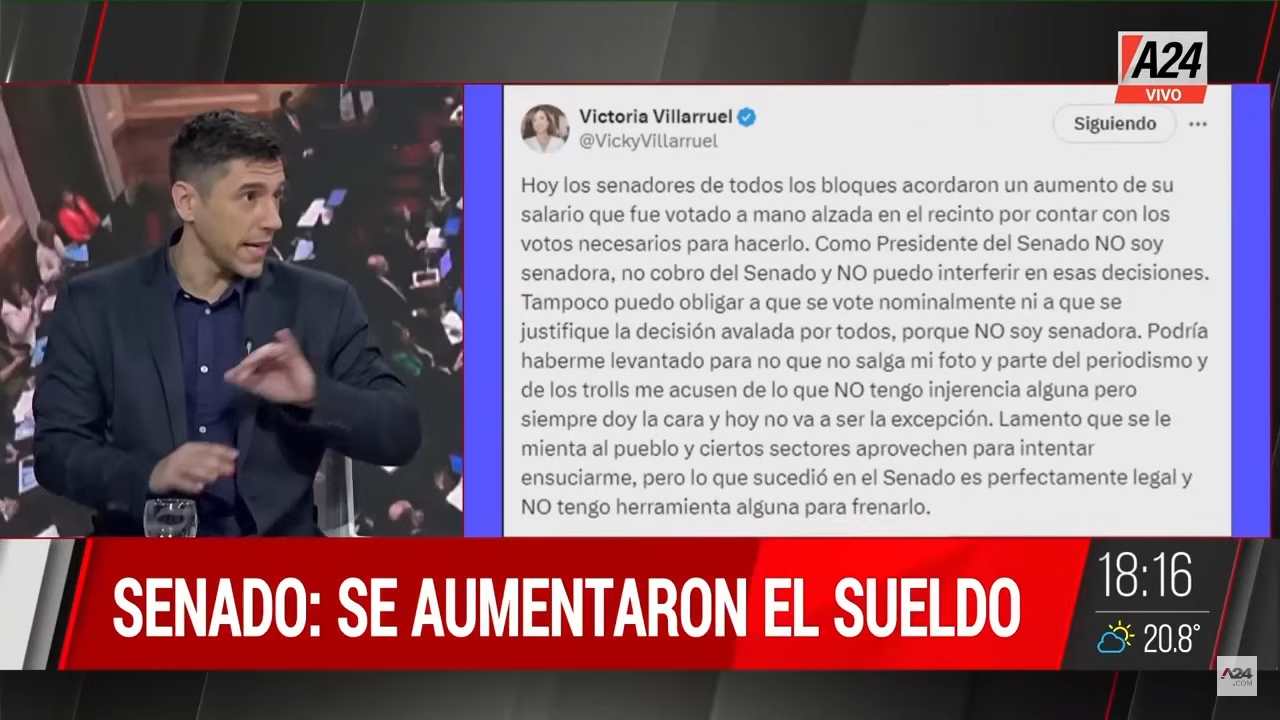 A24
VIVO
Victoria Villarruel
@VickyVillarruel
Siguiendo
Hoy los senadores de todos los bloques acordaron un aumento de su
salario que fue votado a mano alzada en el recinto por contar con los
votos necesarios para hacerlo. Como Presidente del Senado NO soy
senadora, no cobro del Senado y NO puedo interferir en esas decisiones.
Tampoco puedo obligar a que se vote nominalmente ni a que se
justifique la decisión avalada por todos, porque NO soy senadora. Podría
haberme levantado para no que no salga mi foto y parte del periodismo y
de los trolls me acusen de lo que NO tengo injerencia alguna pero
siempre doy la cara y hoy no va a ser la excepción. Lamento que se le
mienta al pueblo y ciertos sectores aprovechen para intentar
ensuciarme, pero lo que sucedió en el Senado es perfectamente legal y
NO tengo herramienta alguna para frenarlo.
SENADO: SE AUMENTARON EL SUELDO
18:16
20.8°
A24
.COM